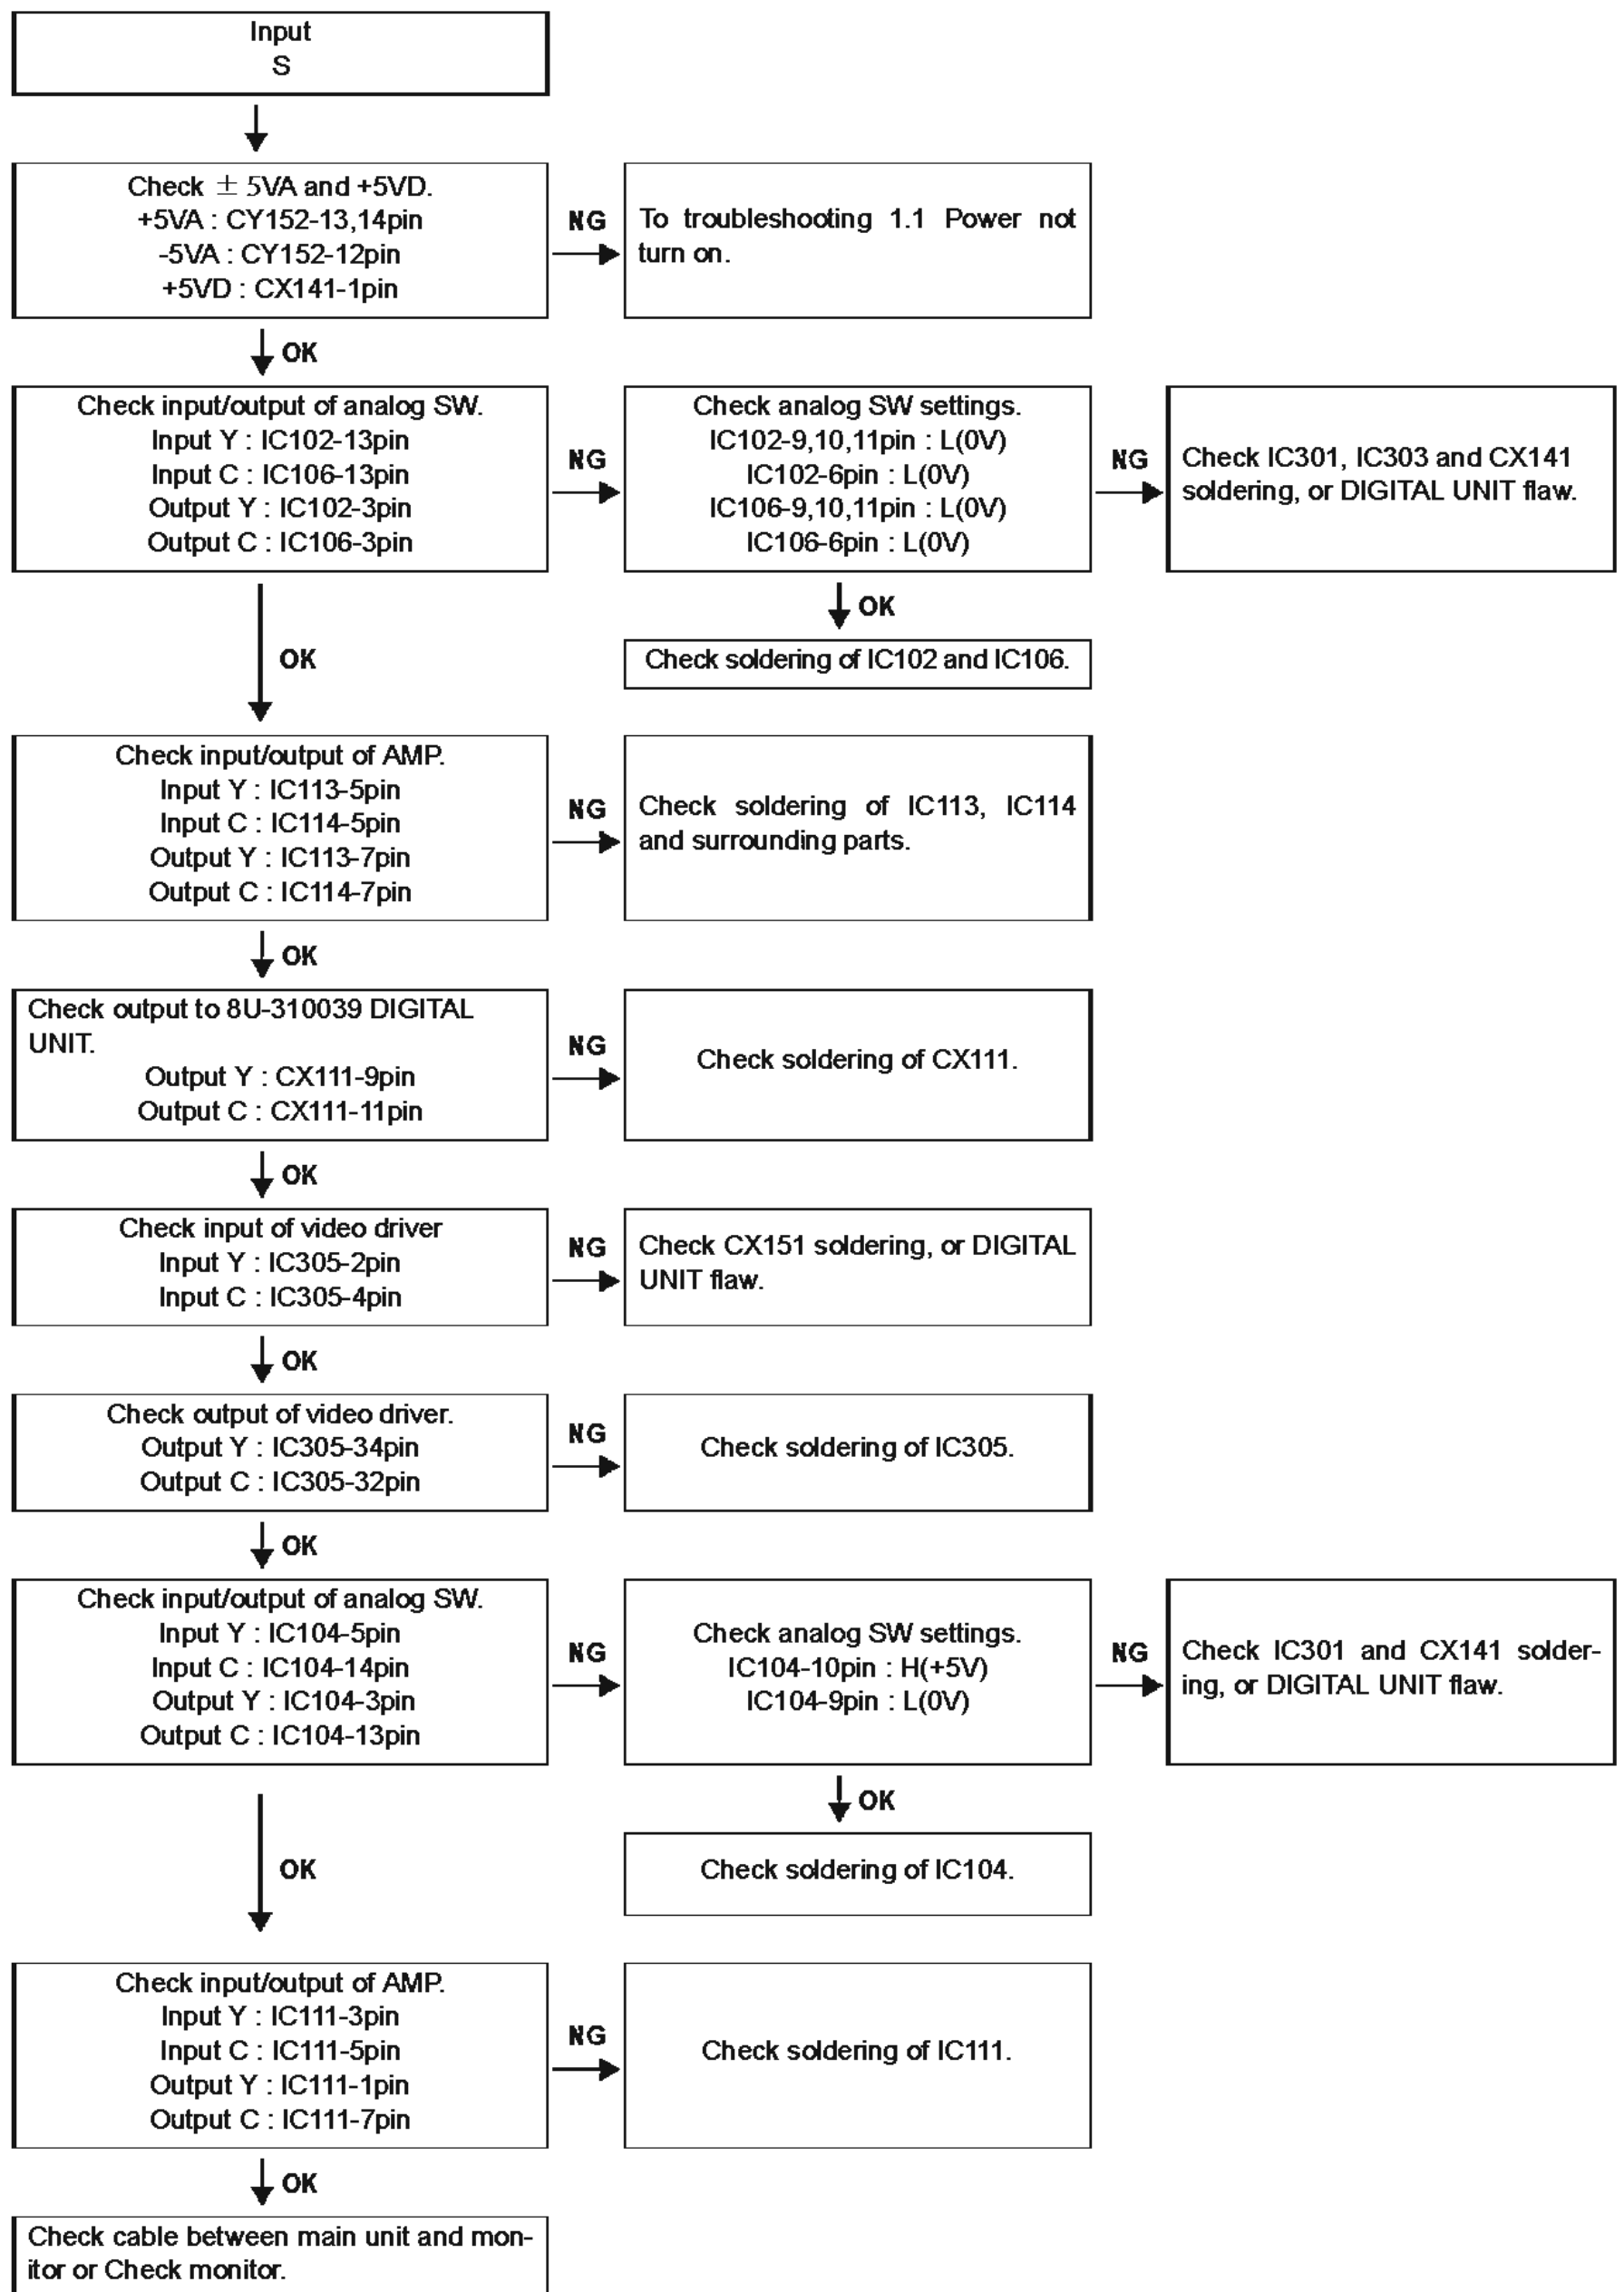 Input
S
Check ± 5VA and +5VD.
+5VA : CY152-13,14pin
-5VA : CY152-12pin
+5VD : CX141-1pin
NG
To troubleshooting 1.1 Power not
turn on.
OK
Check input/output of analog SW.
Input Y : IC102-13pin
Input C : IC106-13pin
Output Y : IC102-3pin
Output C : IC106-3pin
NG
Check analog SW settings.
IC102-9,10,11pin : L(0V)
IC102-6pin : L(0V)
IC106-9,10,11pin : L(0V)
IC106-6pin : L(0V)
NG
Check IC301, IC303 and CX141
soldering, or DIGITAL UNIT flaw.
OK
Check soldering of IC102 and IC106.
OK
Check input/output of AMP.
Input Y : IC113-5pin
Input C : IC114-5pin
Output Y : IC113-7pin
Output C : IC114-7pin
NG
Check soldering of IC113, IC114
and surrounding parts.
OK
Check output to 8U-310039 DIGITAL
UNIT.
Output Y : CX111-9pin
Output C : CX111-11pin
NG
Check soldering of CX111.
OK
Check input of video driver
Input Y : IC305-2pin
Input C : IC305-4pin
NG
Check CX151 soldering, or DIGITAL
UNIT flaw.
OK
Check output of video driver.
Output Y : IC305-34pin
Output C : IC305-32pin
NG
Check soldering of IC305.
OK
Check input/output of analog SW.
Input Y : IC104-5pin
Input C : IC104-14pin
Output Y : IC104-3pin
Output C : IC104-13pin
NG
Check analog SW settings.
IC104-10pin : H(+5V)
IC104-9pin : L(0V)
NG
Check IC301 and CX141 solder-
ing, or DIGITAL UNIT flaw.
OK
Check soldering of IC104.
OK
Check input/output of AMP.
Input Y : IC111-3pin
Input C : IC111-5pin
Output Y : IC111-1pin
Output C : IC111-7pin
NG
Check soldering of IC111.
OK
Check cable between main unit and mon-
itor or Check monitor.